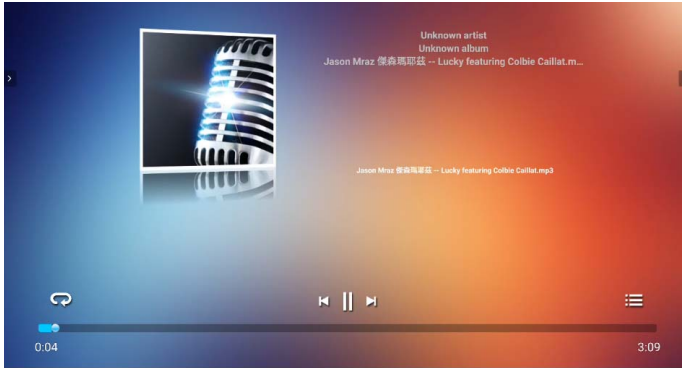 Unknown artist
Unknown album
Jason Mraz 傑森瑪耶茲 -- Lucky featuring Colbie Caillat.m...
Jason Mraz 傑森瑪耶茲 -- Lucky featuring Colbie Caillat.mp3
0:04
3:09